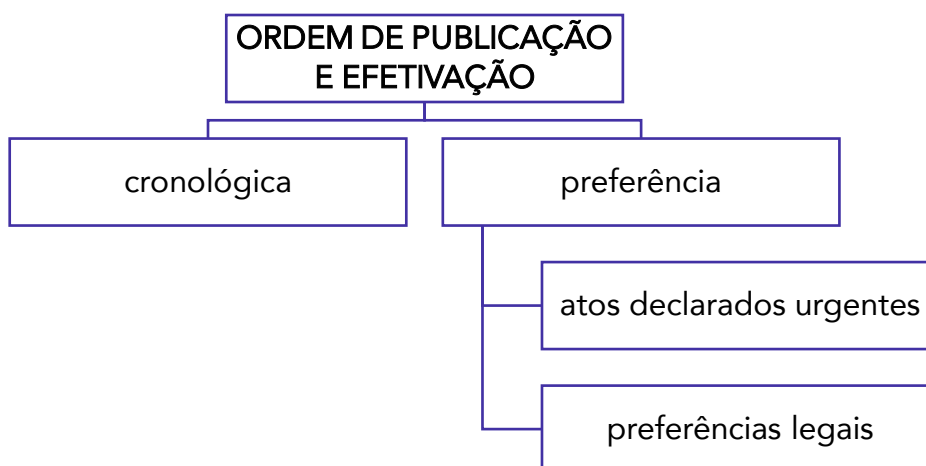 ORDEM DE PUBLICAÇÃO
E EFETIVAÇÃO
cronológica
preferência
atos declarados urgentes
preferências legais